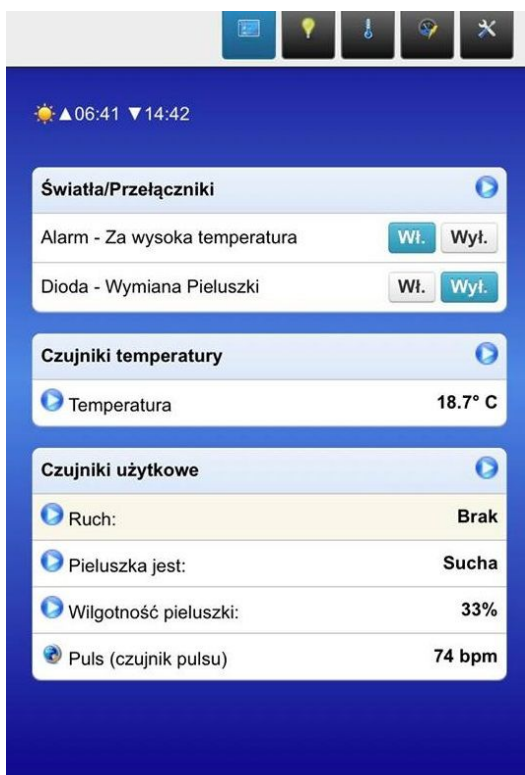 ▲06:41 ▼14:42
Światła/Przełączniki
Alarm - Za wysoka temperatura Wł. Wył.
Dioda - Wymiana Pieluszki Wł. Wył.
Czujniki temperatury
Temperatura 18.7° C
Czujniki użytkowe
Ruch: Brak
Pieluszka jest: Sucha
Wilgotność pieluszki: 33%
Puls (czujnik pulsu) 74 bpm